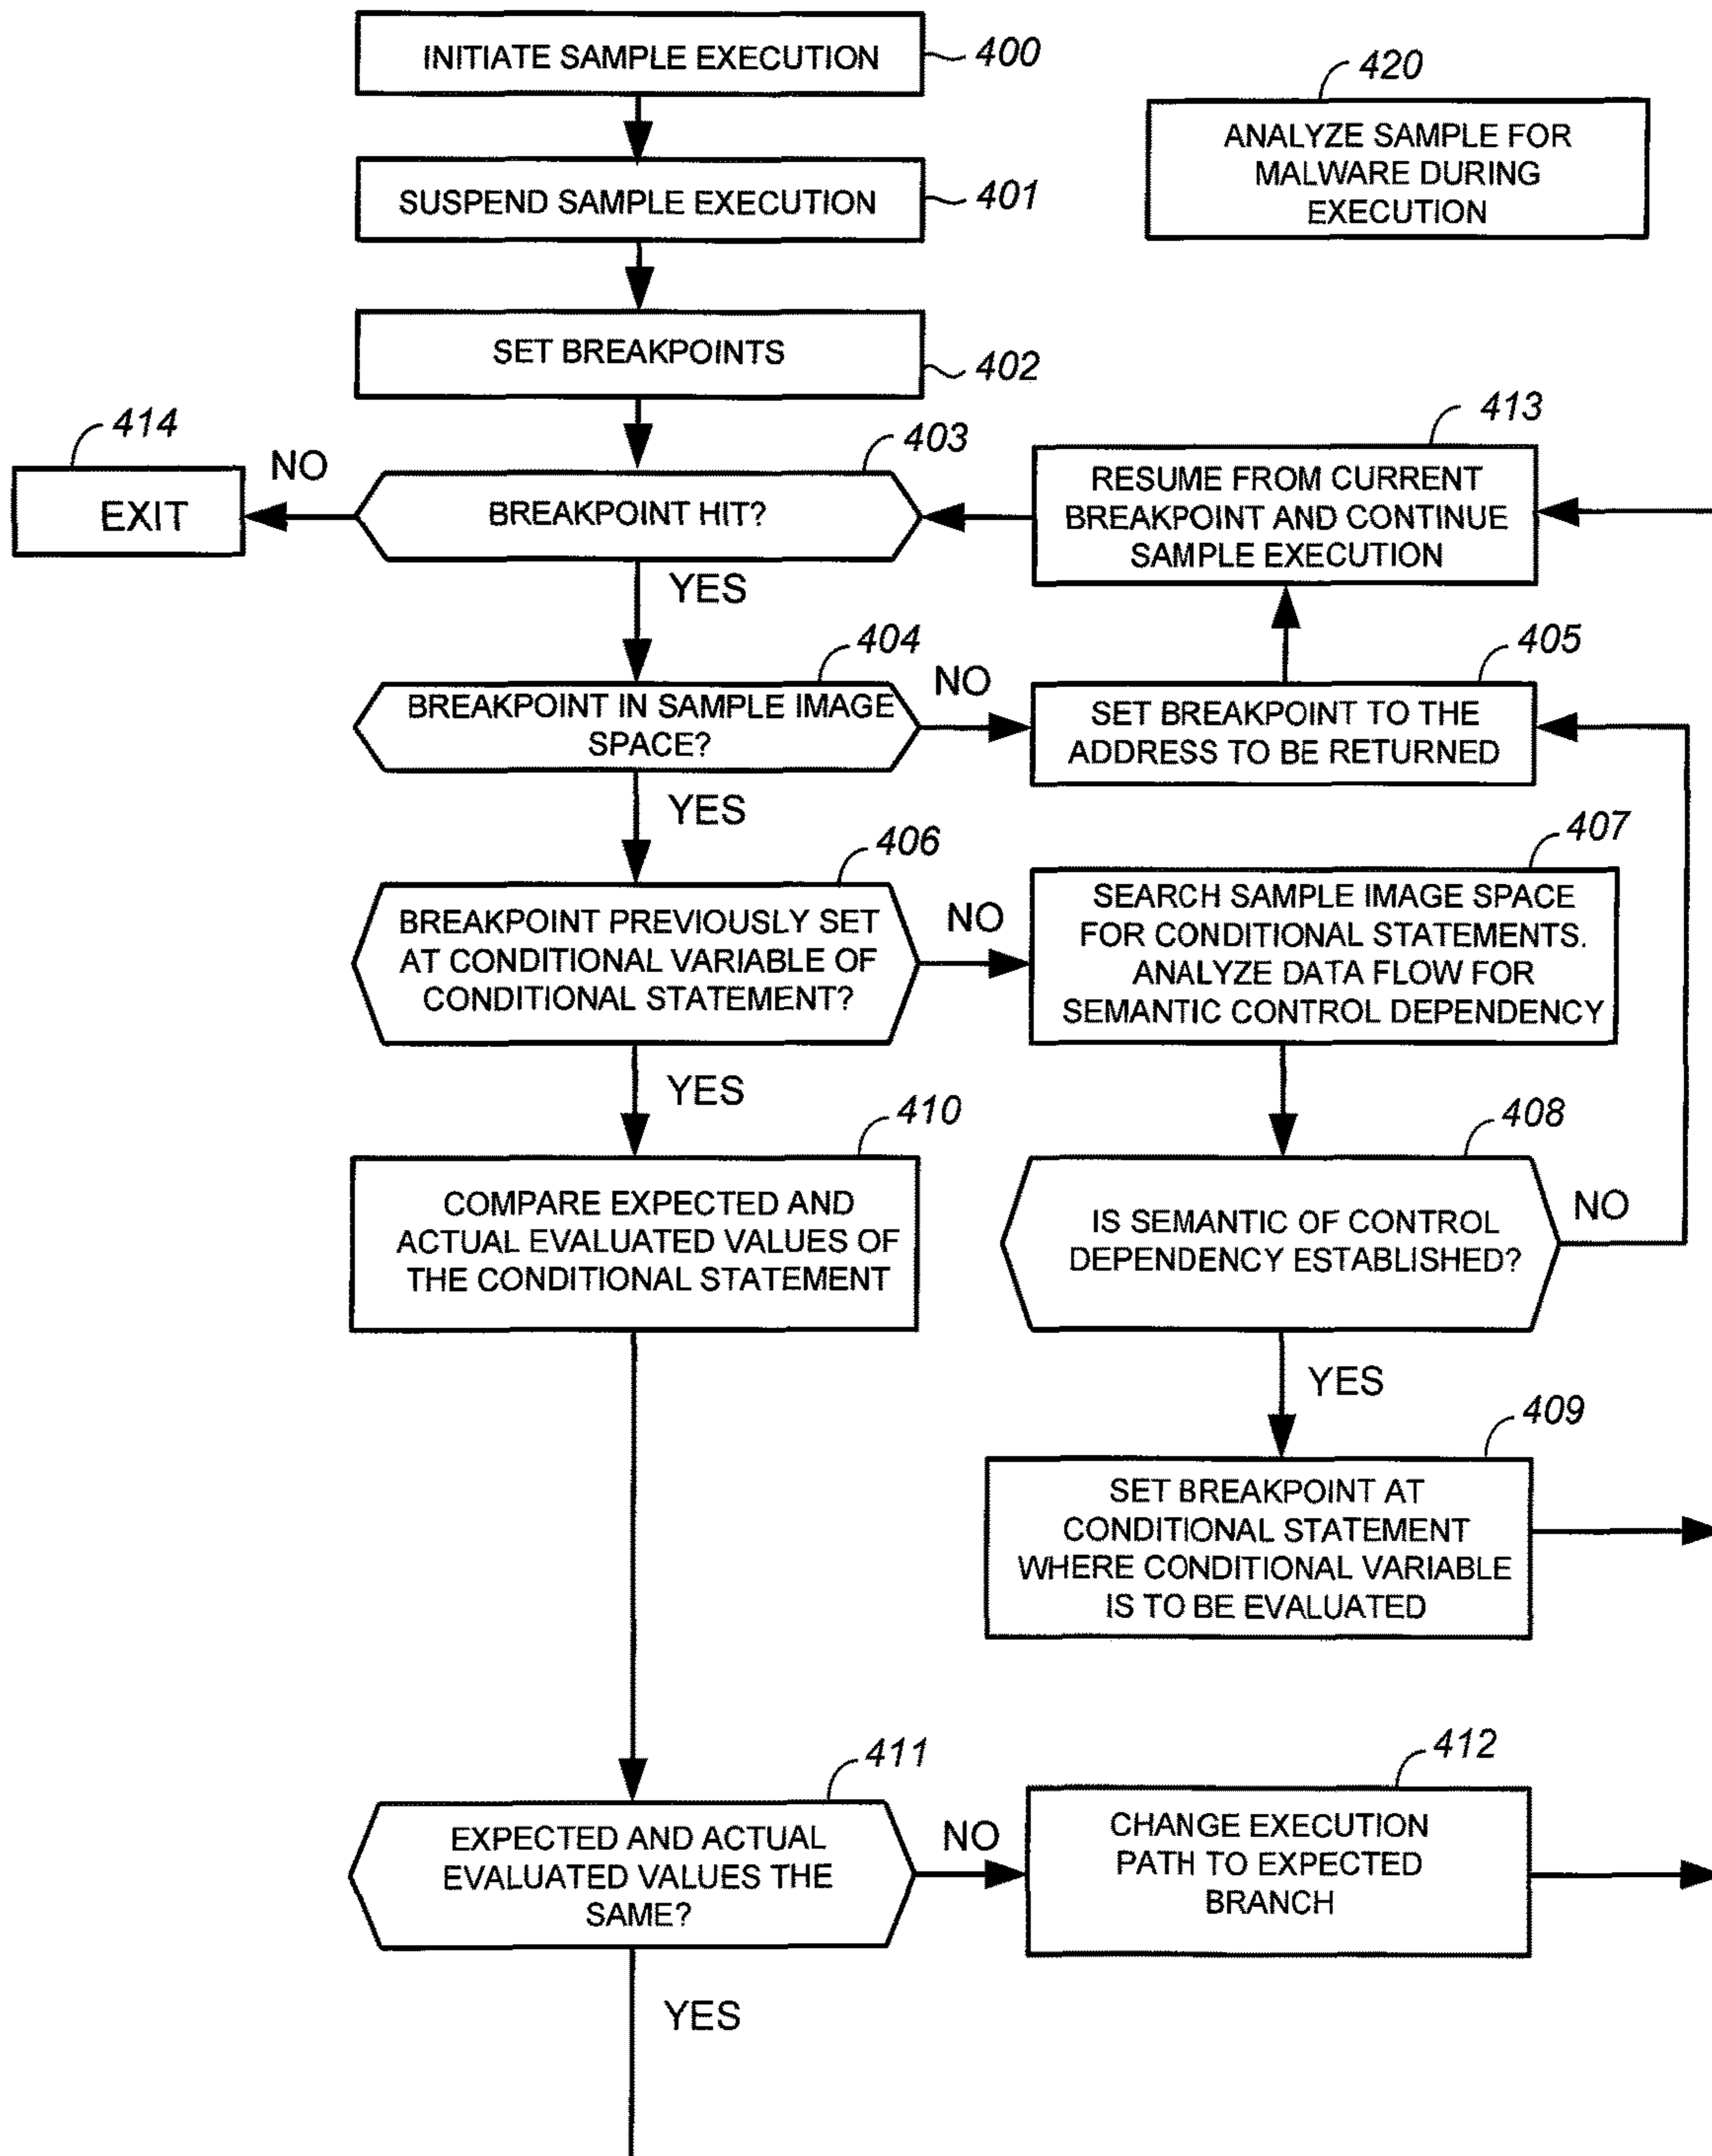 INITIATE SAMPLE EXECUTION
400
420
ANALYZE SAMPLE FOR
MALWARE DURING
EXECUTION
SUSPEND SAMPLE EXECUTION
401
SET BREAKPOINTS
402
414
EXIT
NO
403
BREAKPOINT HIT?
YES
413
RESUME FROM CURRENT
BREAKPOINT AND CONTINUE
SAMPLE EXECUTION
404
BREAKPOINT IN SAMPLE IMAGE
SPACE?
NO
YES
405
SET BREAKPOINT TO THE
ADDRESS TO BE RETURNED
406
BREAKPOINT PREVIOUSLY SET
AT CONDITIONAL VARIABLE OF
CONDITIONAL STATEMENT?
NO
YES
407
SEARCH SAMPLE IMAGE SPACE
FOR CONDITIONAL STATEMENTS.
ANALYZE DATA FLOW FOR
SEMANTIC CONTROL DEPENDENCY
410
COMPARE EXPECTED AND
ACTUAL EVALUATED VALUES OF
THE CONDITIONAL STATEMENT
408
IS SEMANTIC OF CONTROL
DEPENDENCY ESTABLISHED?
NO
YES
409
SET BREAKPOINT AT
CONDITIONAL STATEMENT
WHERE CONDITIONAL VARIABLE
IS TO BE EVALUATED
411
EXPECTED AND ACTUAL
EVALUATED VALUES THE
SAME?
NO
YES
412
CHANGE EXECUTION
PATH TO EXPECTED
BRANCH